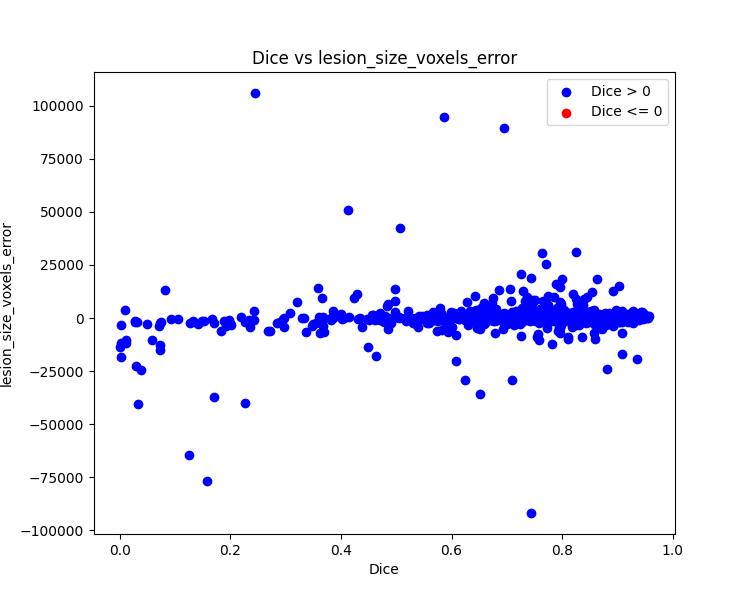 Dice vs lesion_size_voxels_error
Dice > 0
Dice <= 0
lesion_size_voxels_error
100000
75000
50000
25000
0
−25000
−50000
−75000
−100000
0.0 0.2 0.4 0.6 0.8 1.0
Dice